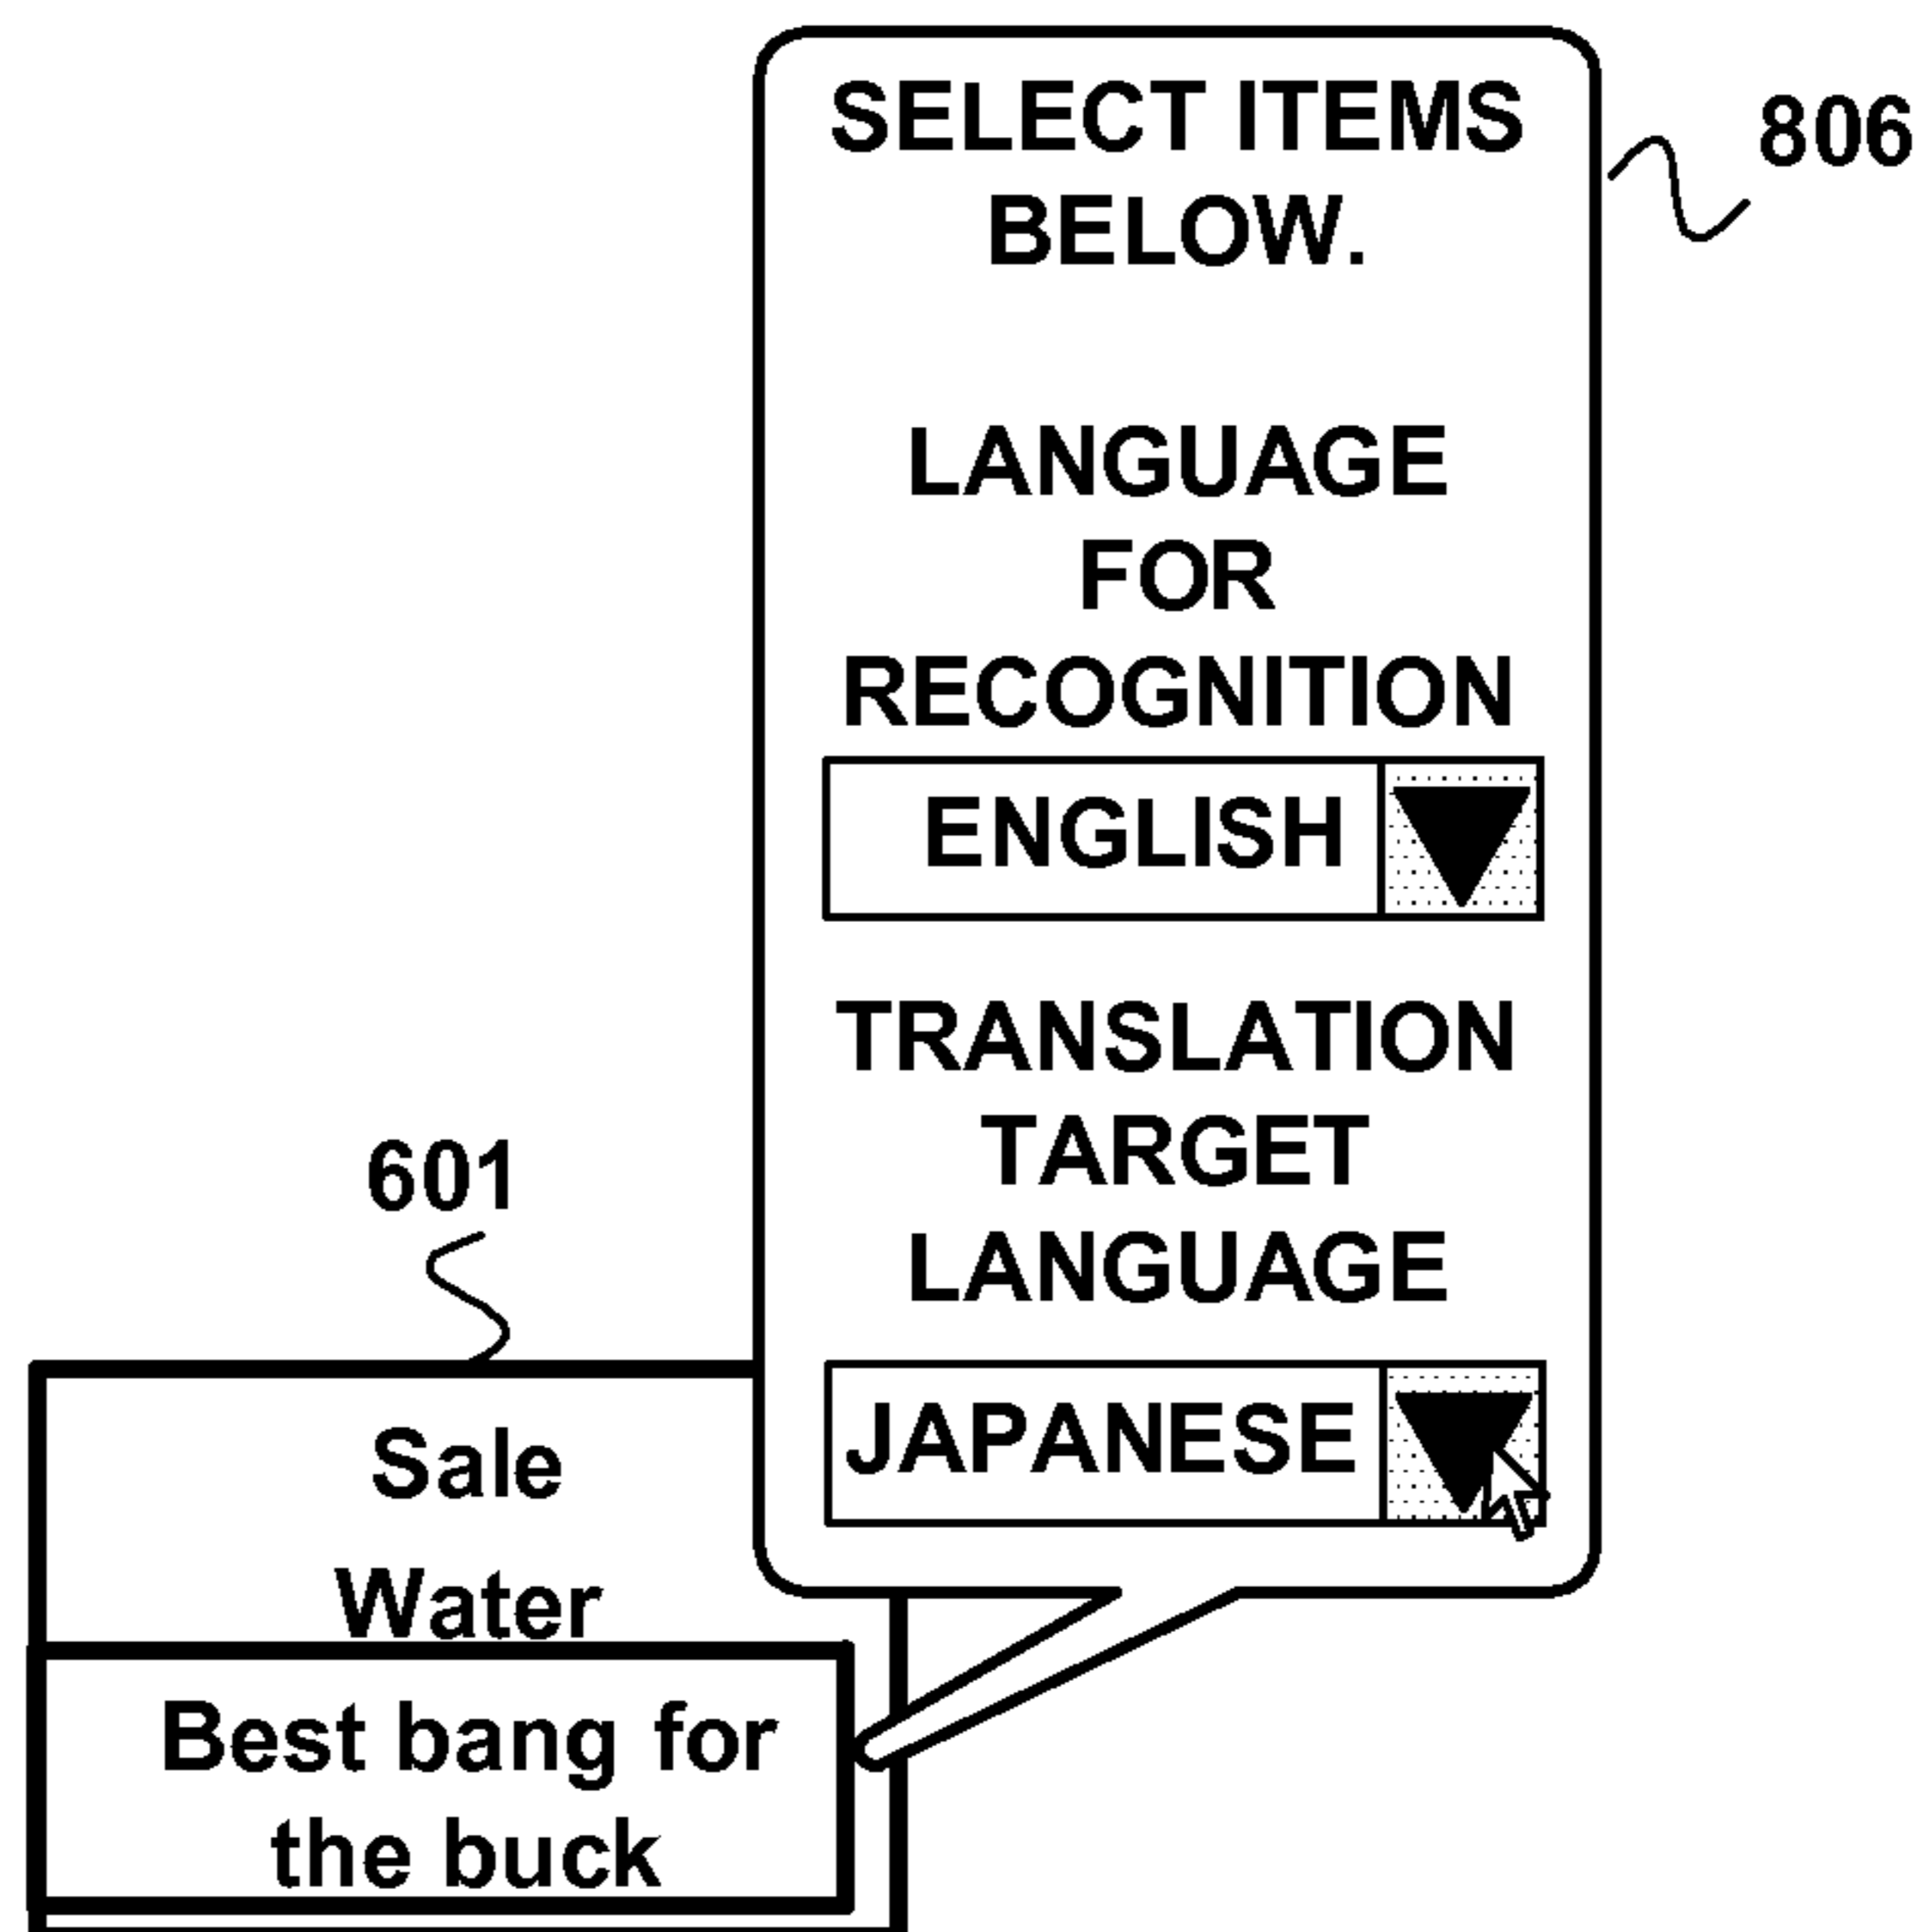 SELECT ITEMS
BELOW.
806
LANGUAGE
FOR
RECOGNITION
ENGLISH
TRANSLATION
TARGET
LANGUAGE
JAPANESE
601
Sale
Water
Best bang for
the buck